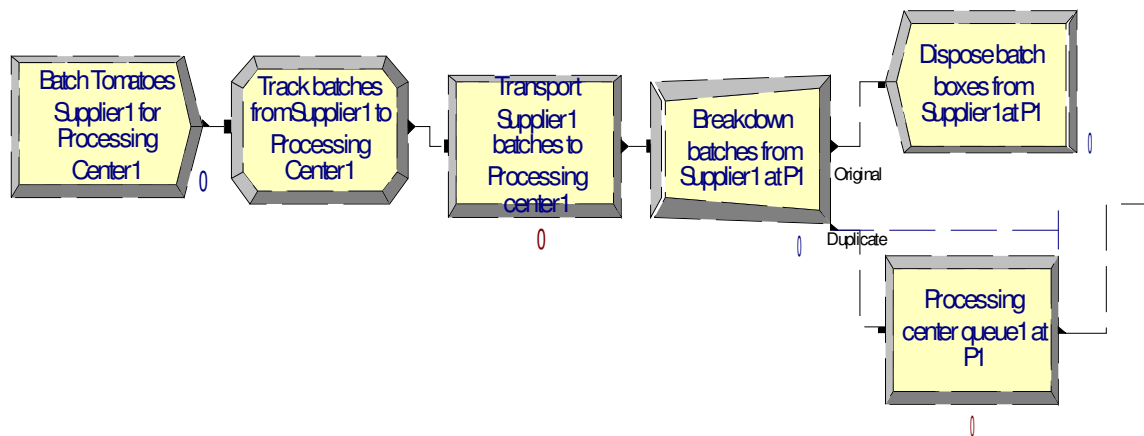 Batch Tomatoes
Supplier1 for
Processing
Center1
0
Track batches
from Supplier1 to
Processing
Center1
Transport
Supplier1
batches to
Processing
center1
0
Breakdown
batches from
Supplier1 at P1
Original
0
Duplicate
Dispose batch
boxes from
Supplier1 at P1
0
Processing
center queue1 at
P1
0